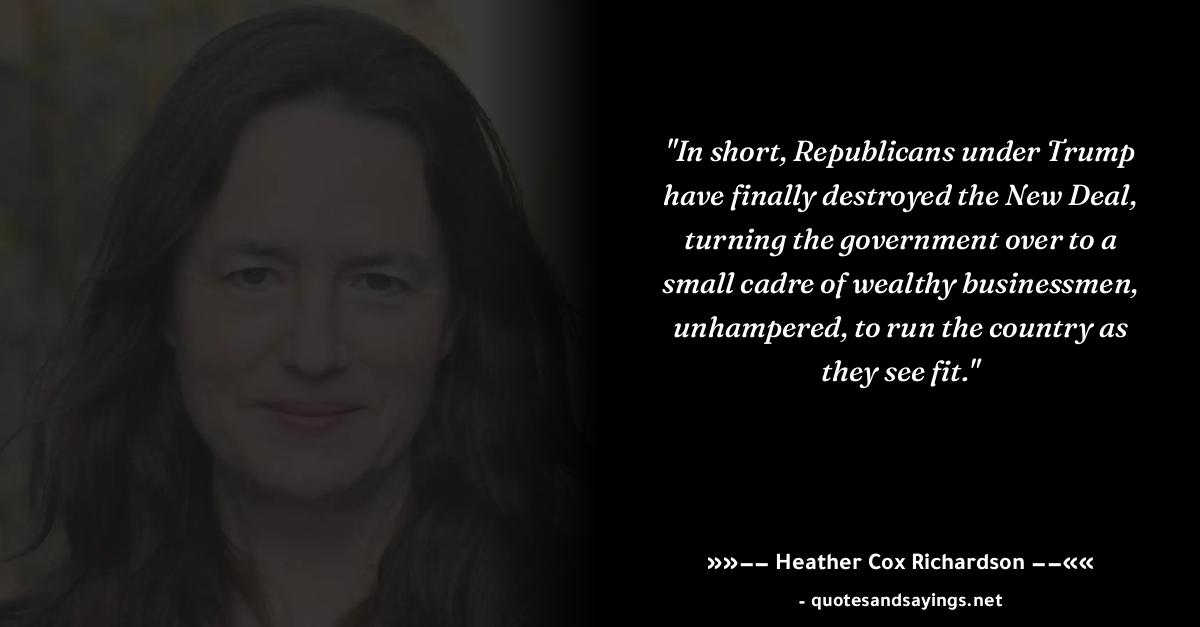 "In short, Republicans under Trump
have finally destroyed the New Deal,
turning the government over to a
small cadre of wealthy businessmen,
unhampered, to run the country as
they see fit."
»»−− Heather Cox Richardson −−««
- quotesandsayings.net